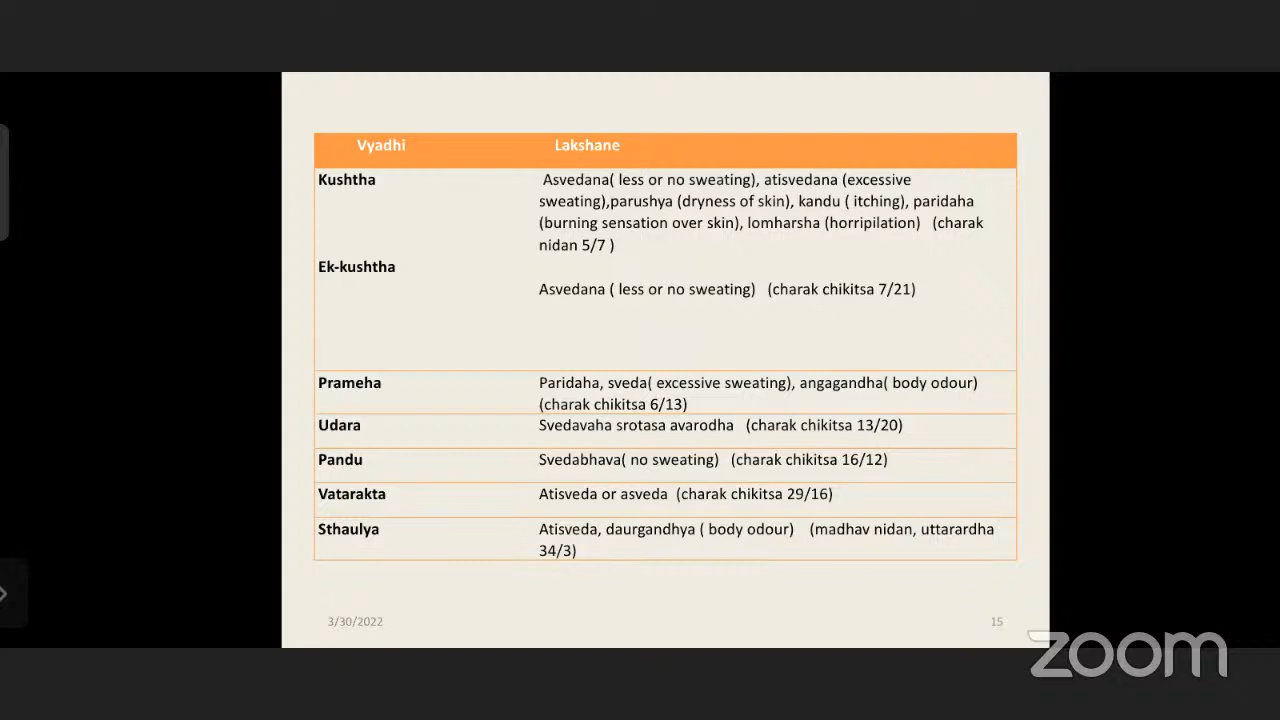 Vyadhi Lakshane
Kushtha Asvedana( less or no sweating), atisvedana (excessive
sweating),parushya (dryness of skin), kandu ( itching), paridaha
(burning sensation over skin), lomharsha (horripilation) (charak
nidan 5/7 )
Ek-kushtha
Asvedana ( less or no sweating) (charak chikitsa 7/21)
Prameha Paridaha, sveda( excessive sweating), angagandha( body odour)
(charak chikitsa 6/13)
Udara Svedavaha srotasa avarodha (charak chikitsa 13/20)
Pandu Svedabhava( no sweating) (charak chikitsa 16/12)
Vatarakta Atisveda or asveda (charak chikitsa 29/16)
Sthaulya Atisveda, daurgandhya ( body odour) (madhav nidan, uttarardha
34/3)
3/30/2022 15
zoom